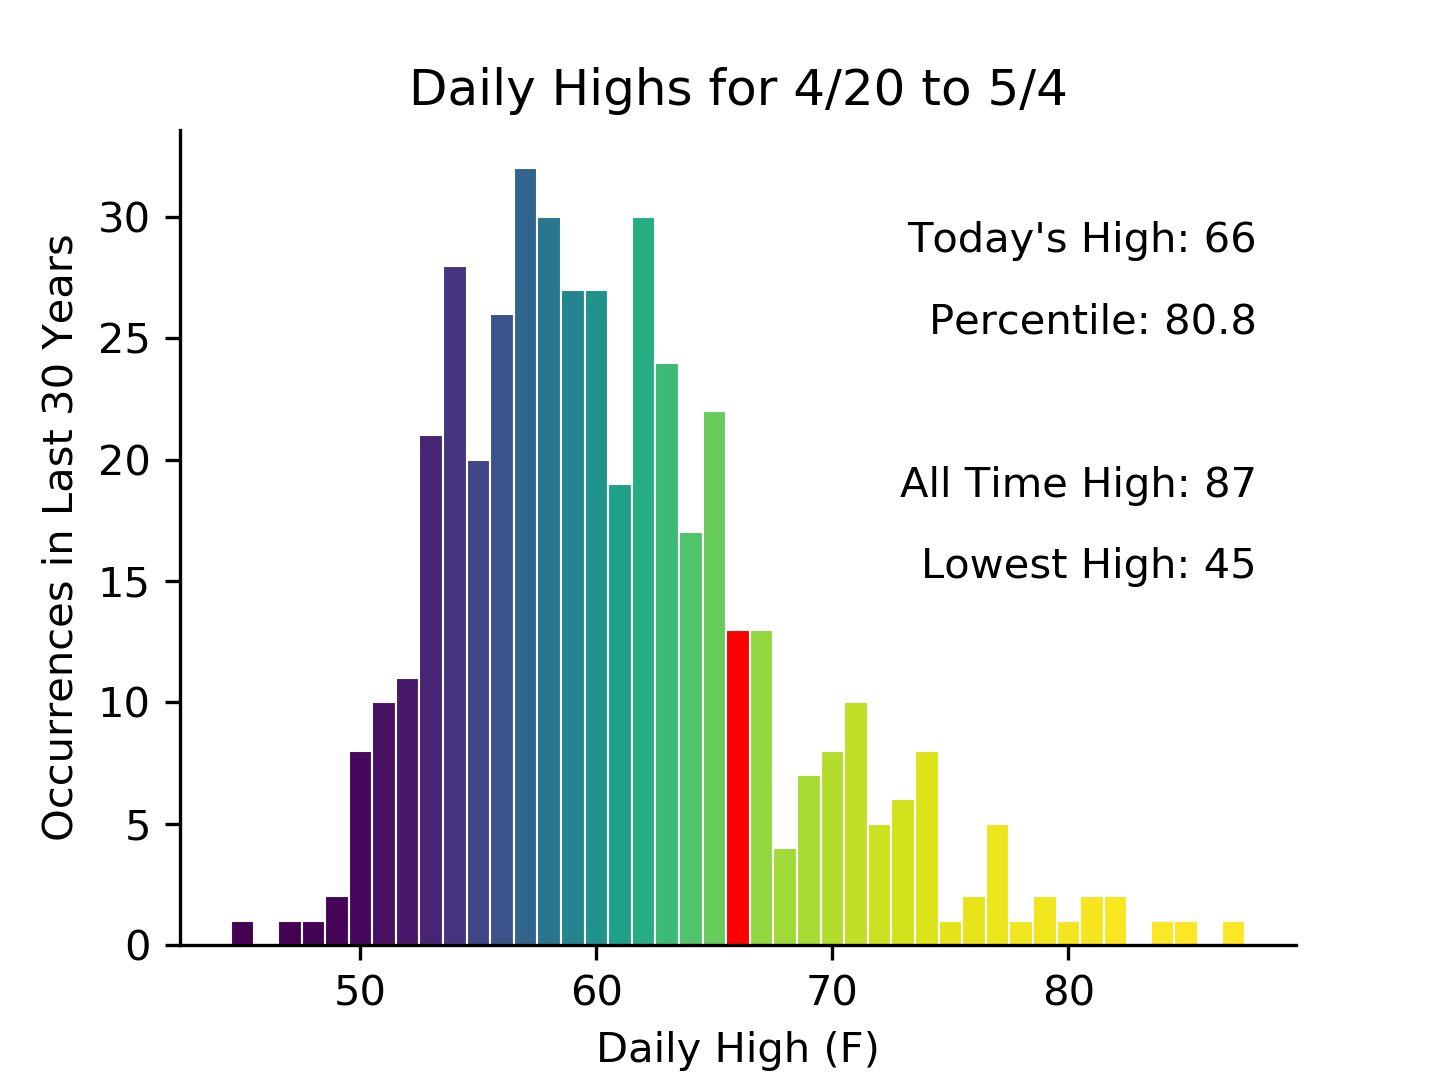 Daily Highs for 4/20 to 5/4
Occurrences in Last 30 Years
30
25
20
15
10
5
0
Today's High: 66
Percentile: 80.8
All Time High: 87
Lowest High: 45
50 60 70 80
Daily High (F)